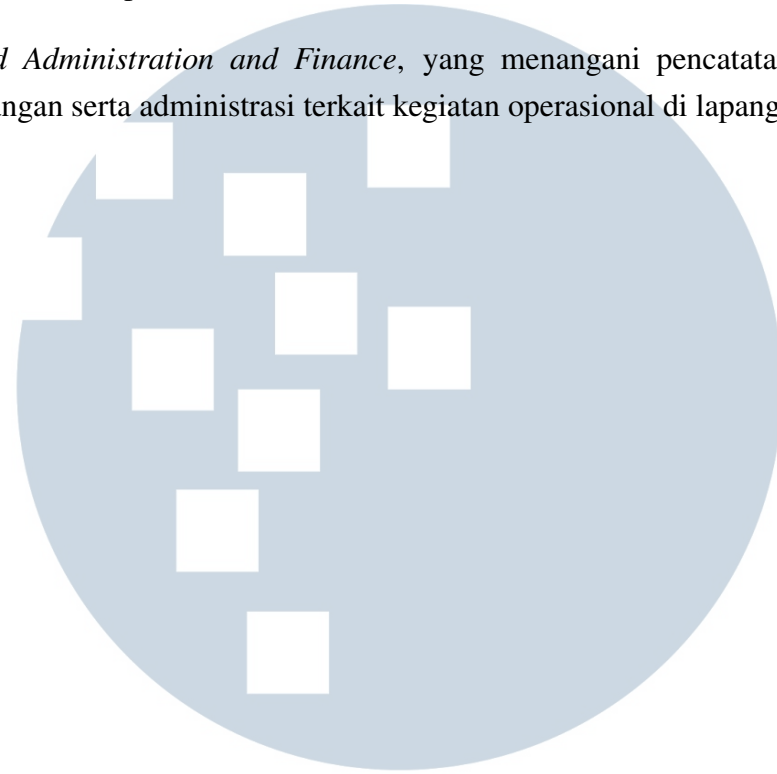 d Administration and Finance, yang menangani pencatata
ngan serta administrasi terkait kegiatan operasional di lapang